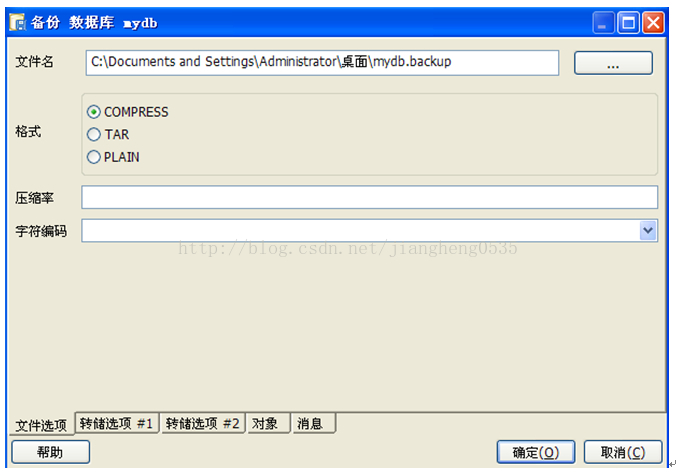 备份 数据库 mydb
文件名 C:\Documents and Settings\Administrator\桌面\mydb.backup ...
格式
COMPRESS
TAR
PLAIN
压缩率
字符编码
http://blog.csdn.net/jiangheng0535
文件选项 转储选项 #1 转储选项 #2 对象 消息
帮助 确定(O) 取消(C)